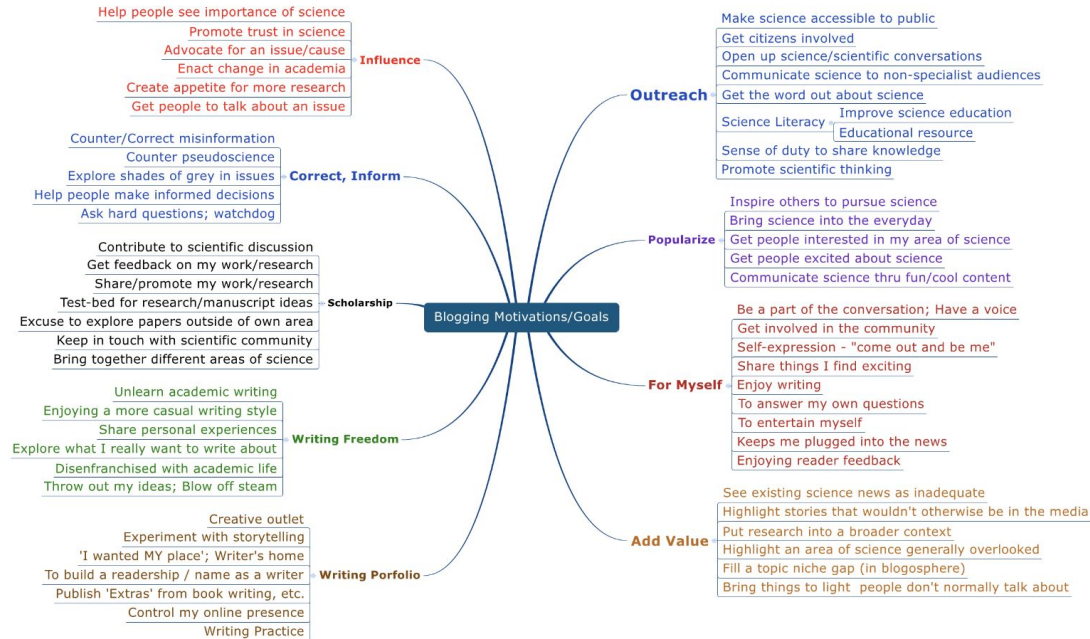 Blogging Motivations/Goals
Influence
Help people see importance of science
Promote trust in science
Advocate for an issue/cause
Enact change in academia
Create appetite for more research
Get people to talk about an issue
Correct, Inform
Counter/Correct misinformation
Counter pseudoscience
Explore shades of grey in issues
Help people make informed decisions
Ask hard questions; watchdog
Scholarship
Contribute to scientific discussion
Get feedback on my work/research
Share/promote my work/research
Test-bed for research/manuscript ideas
Excuse to explore papers outside of own area
Keep in touch with scientific community
Bring together different areas of science
Writing Freedom
Unlearn academic writing
Enjoying a more casual writing style
Share personal experiences
Explore what I really want to write about
Disenfranchised with academic life
Throw out my ideas; Blow off steam
Writing Porfolio
Creative outlet
Experiment with storytelling
'I wanted MY place'; Writer's home
To build a readership / name as a writer
Publish 'Extras' from book writing, etc.
Control my online presence
Writing Practice
Outreach
Make science accessible to public
Get citizens involved
Open up science/scientific conversations
Communicate science to non-specialist audiences
Get the word out about science
Science Literacy
Improve science education
Educational resource
Sense of duty to share knowledge
Promote scientific thinking
Popularize
Inspire others to pursue science
Bring science into the everyday
Get people interested in my area of science
Get people excited about science
Communicate science thru fun/cool content
For Myself
Be a part of the conversation; Have a voice
Get involved in the community
Self-expression - "come out and be me"
Share things I find exciting
Enjoy writing
To answer my own questions
To entertain myself
Keeps me plugged into the news
Enjoying reader feedback
Add Value
See existing science news as inadequate
Highlight stories that wouldn't otherwise be in the media
Put research into a broader context
Highlight an area of science generally overlooked
Fill a topic niche gap (in blogosphere)
Bring things to light  people don't normally talk about